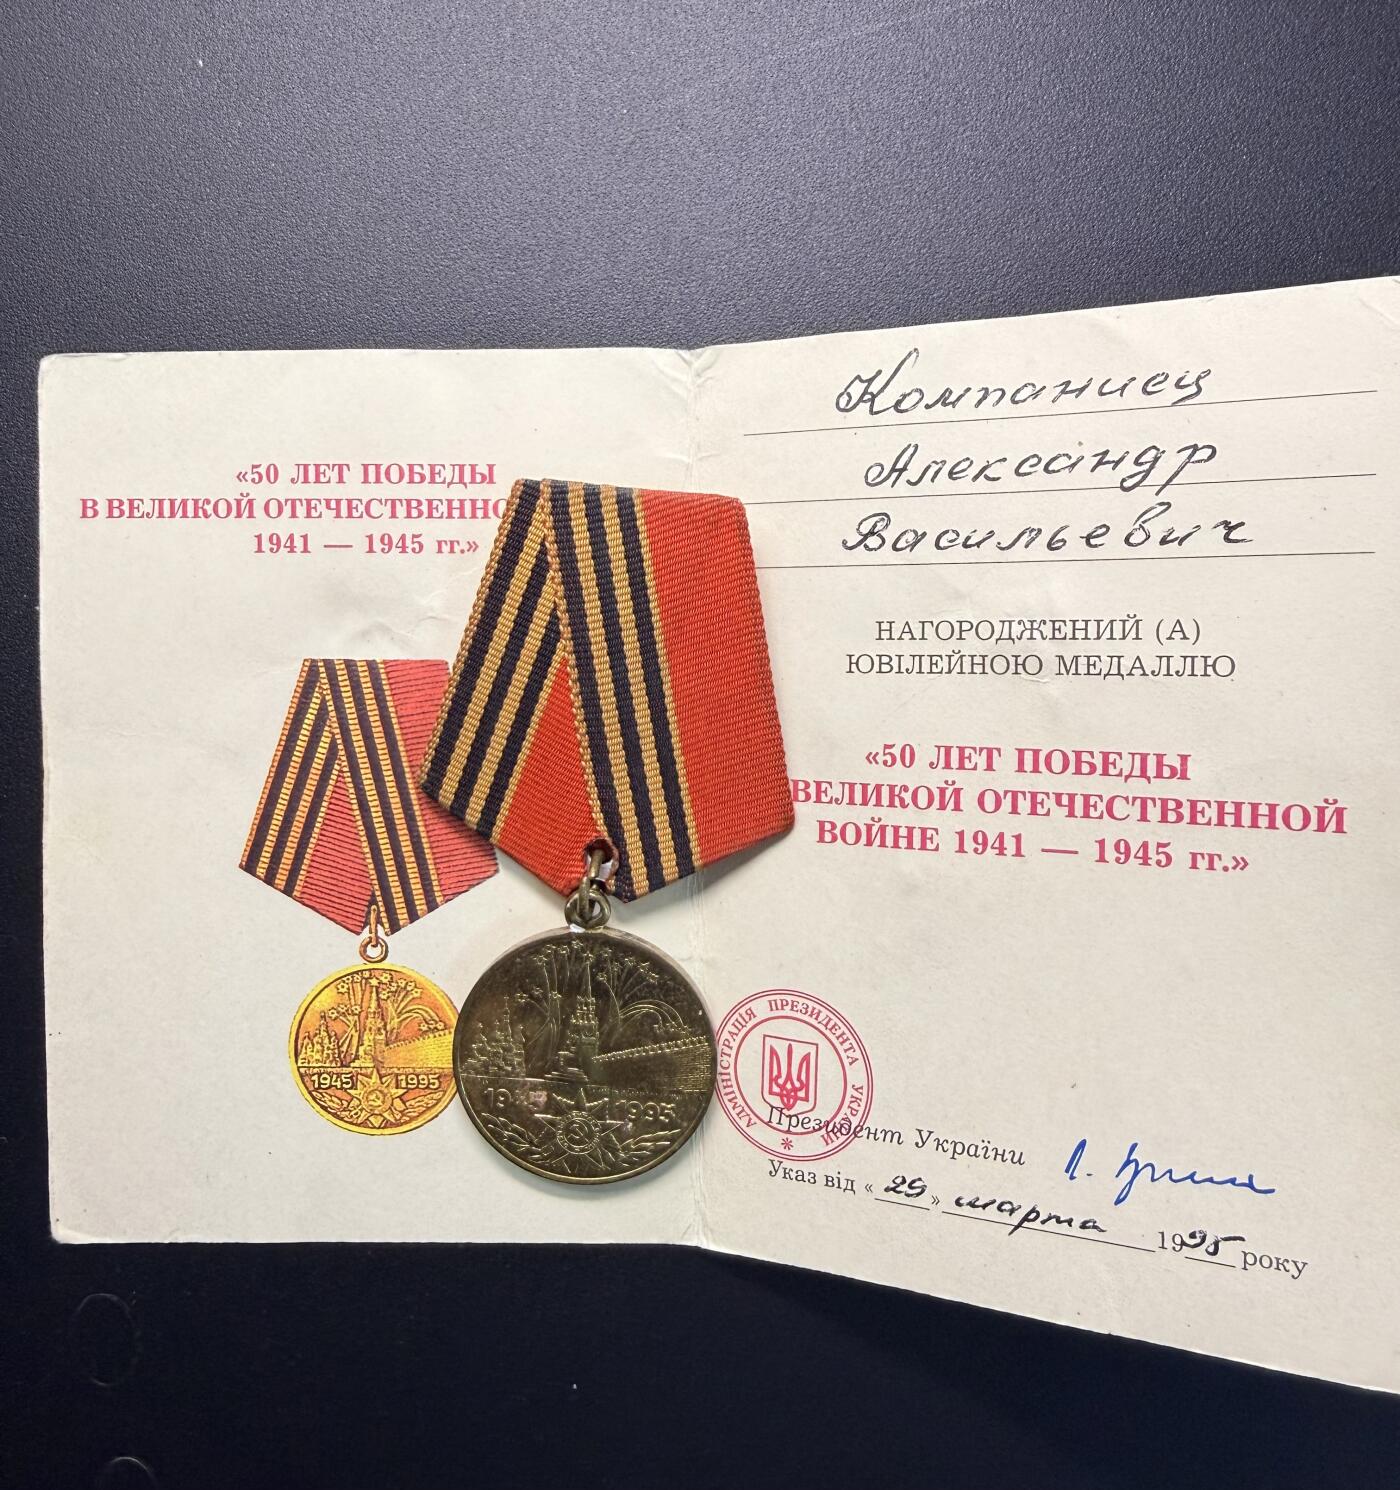 «50 ЛЕТ ПОБЕДЫ
В ВЕЛИКОЙ ОТЕЧЕСТВЕННО
1941 — 1945 гг.»
1945 1995
1995
Компаниец
Александр
Васильевич
НАГОРОДЖЕНИЙ (А)
ЮВІЛЕЙНОЮ МЕДАЛЛЮ
«50 ЛЕТ ПОБЕДЫ
ВЕЛИКОЙ ОТЕЧЕСТВЕННОЙ
ВОЙНЕ 1941 — 1945 гг.»
АДМІНІСТРАЦІЯ ПРЕЗИДЕНТА УКРАЇНИ
Президент України
Указ від «29» марта 1995 року